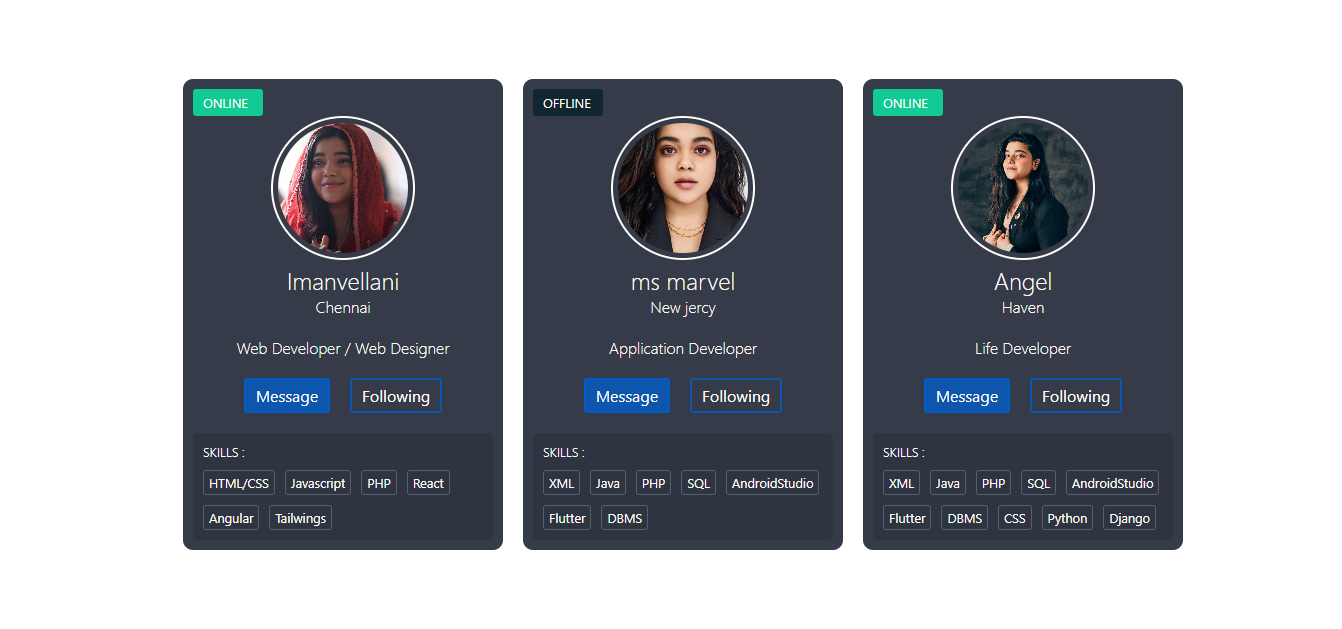 ONLINE
Imanvellani
Chennai
Web Developer / Web Designer
Message Following
SKILLS :
HTML/CSS Javascript PHP React
Angular Tailwings
OFFLINE
ms marvel
New jercy
Application Developer
Message Following
SKILLS :
XML Java PHP SQL AndroidStudio
Flutter DBMS
ONLINE
Angel
Haven
Life Developer
Message Following
SKILLS :
XML Java PHP SQL AndroidStudio
Flutter DBMS CSS Python Django